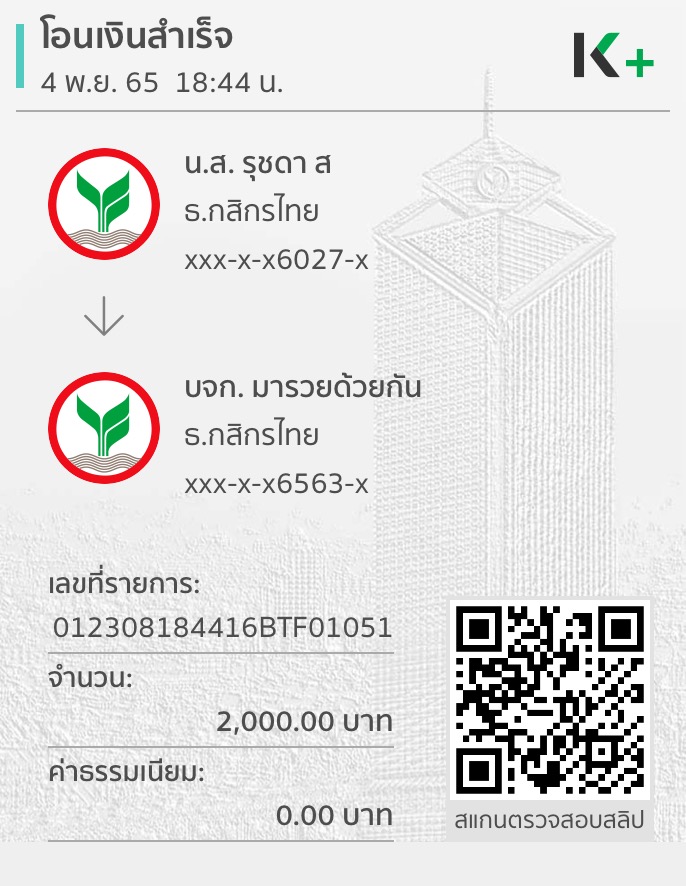 โอนเงินสำเร็จ
4 พ.ย. 65 18:44 น.
K+
น.ส. รุชดา ส
ธ.กสิกรไทย
xxx-x-x6027-x
บจก. มารวยด้วยกัน
ธ.กสิกรไทย
xxx-x-x6563-x
เลขที่รายการ:
012308184416BTF01051
จำนวน:
2,000.00 บาท
ค่าธรรมเนียม:
0.00 บาท
สแกนตรวจสอบสลิป